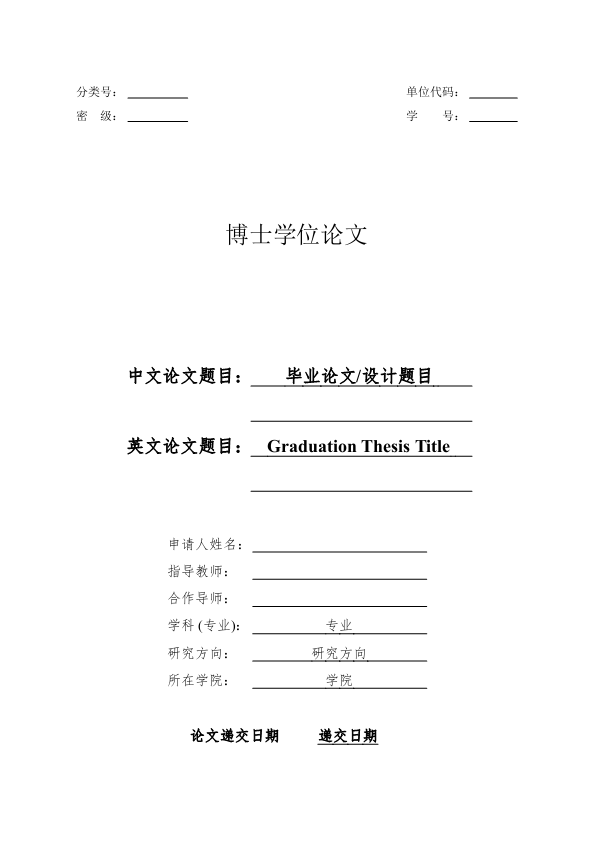 分类号： 单位代码：
密 级： 学 号：
博士学位论文
中文论文题目： 毕业论文/设计题目
英文论文题目： Graduation Thesis Title
申请人姓名：
指导教师：
合作导师：
学科 (专业)： 专业
研究方向： 研究方向
所在学院： 学院
论文递交日期 递交日期